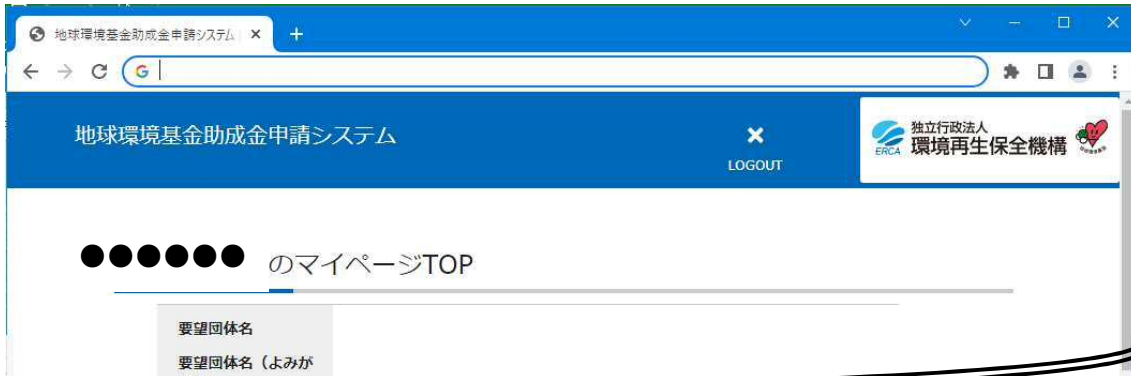 地球環境基金助成金申請システム
地球環境基金助成金申請システム
LOGOUT
ERCA
独立行政法人
環境再生保全機構
●●●●●● のマイページTOP
要望団体名
要望団体名（よみが